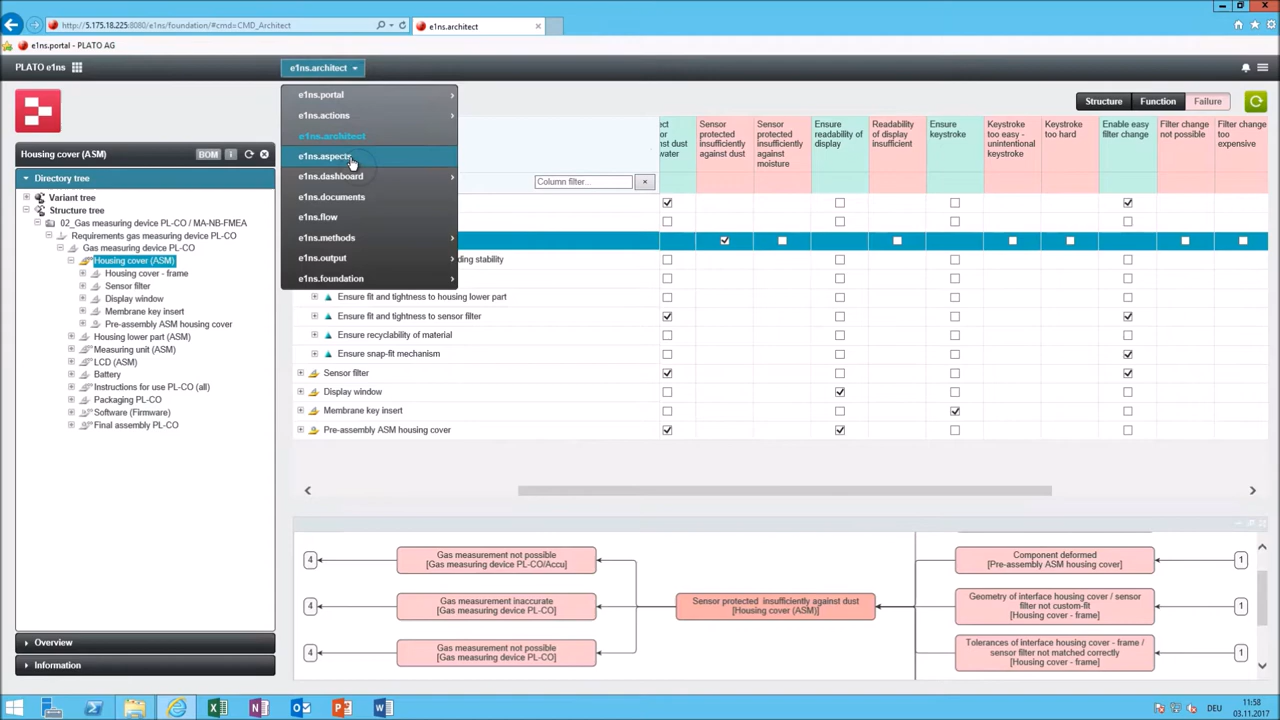 http://5.175.18.225:8080/e1ns/foundation/#cmd=CMD_Architect
e1ns.architect
e1ns.portal - PLATO AG
PLATO e1ns
e1ns.architect
e1ns.portal
e1ns.actions
e1ns.architect
e1ns.aspects
e1ns.dashboard
e1ns.documents
e1ns.flow
e1ns.methods
e1ns.output
e1ns.foundation
Structure
Function
Failure
Housing cover (ASM)
BOM
i
Directory tree
Variant tree
Structure tree
02_Gas measuring device PL-CO / MA-NB-FMEA
Requirements gas measuring device PL-CO
Gas measuring device PL-CO
Housing cover (ASM)
Housing cover - frame
Sensor filter
Display window
Membrane key insert
Pre-assembly ASM housing cover
Housing lower part (ASM)
Measuring unit (ASM)
LCD (ASM)
Battery
Instructions for use PL-CO (all)
Packaging PL-CO
Software (Firmware)
Final assembly PL-CO
Overview
Information
water
Sensor
protected
insufficiently
against dust
Sensor
protected
insufficiently
against
moisture
Ensure
readability of
display
Readability
of display
insufficient
Ensure
keystroke
Keystroke
too easy -
unintentional
keystroke
Keystroke
too hard
Enable easy
filter change
Filter change
not possible
Filter change
too
expensive
Column filter...
Ensure fit and tightness to housing lower part
Ensure fit and tightness to sensor filter
Ensure recyclability of material
Ensure snap-fit mechanism
Sensor filter
Display window
Membrane key insert
Pre-assembly ASM housing cover
4
Gas measurement not possible
[Gas measuring device PL-CO/Accu]
4
Gas measurement inaccurate
[Gas measuring device PL-CO]
4
Gas measurement not possible
[Gas measuring device PL-CO]
Sensor protected insufficiently against dust
[Housing cover (ASM)]
Component deformed
[Pre-assembly ASM housing cover]
1
Geometry of interface housing cover / sensor
filter not custom-fit
[Housing cover - frame]
1
Tolerances of interface housing cover - frame /
sensor filter not matched correctly
[Housing cover - frame]
1
DEU
11:58
03.11.2017